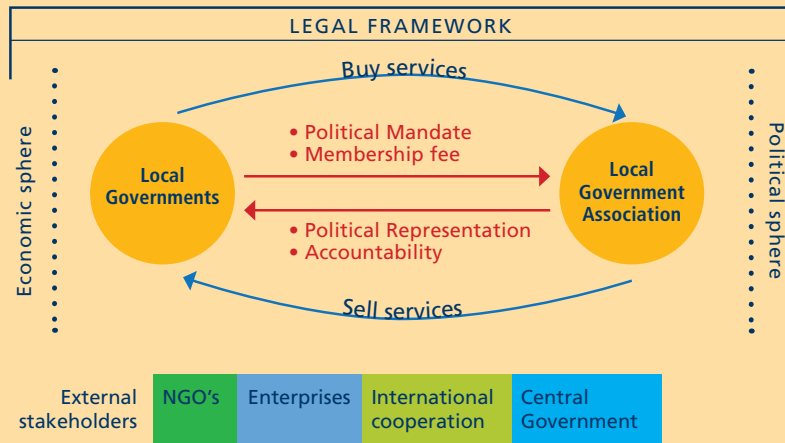 LEGAL FRAMEWORK
Buy services
Economic sphere
• Political Mandate
• Membership fee
Local
Governments
Local
Government
Association
Political sphere
• Political Representation
• Accountability
Sell services
External
stakeholders
NGO's
Enterprises
International
cooperation
Central
Government